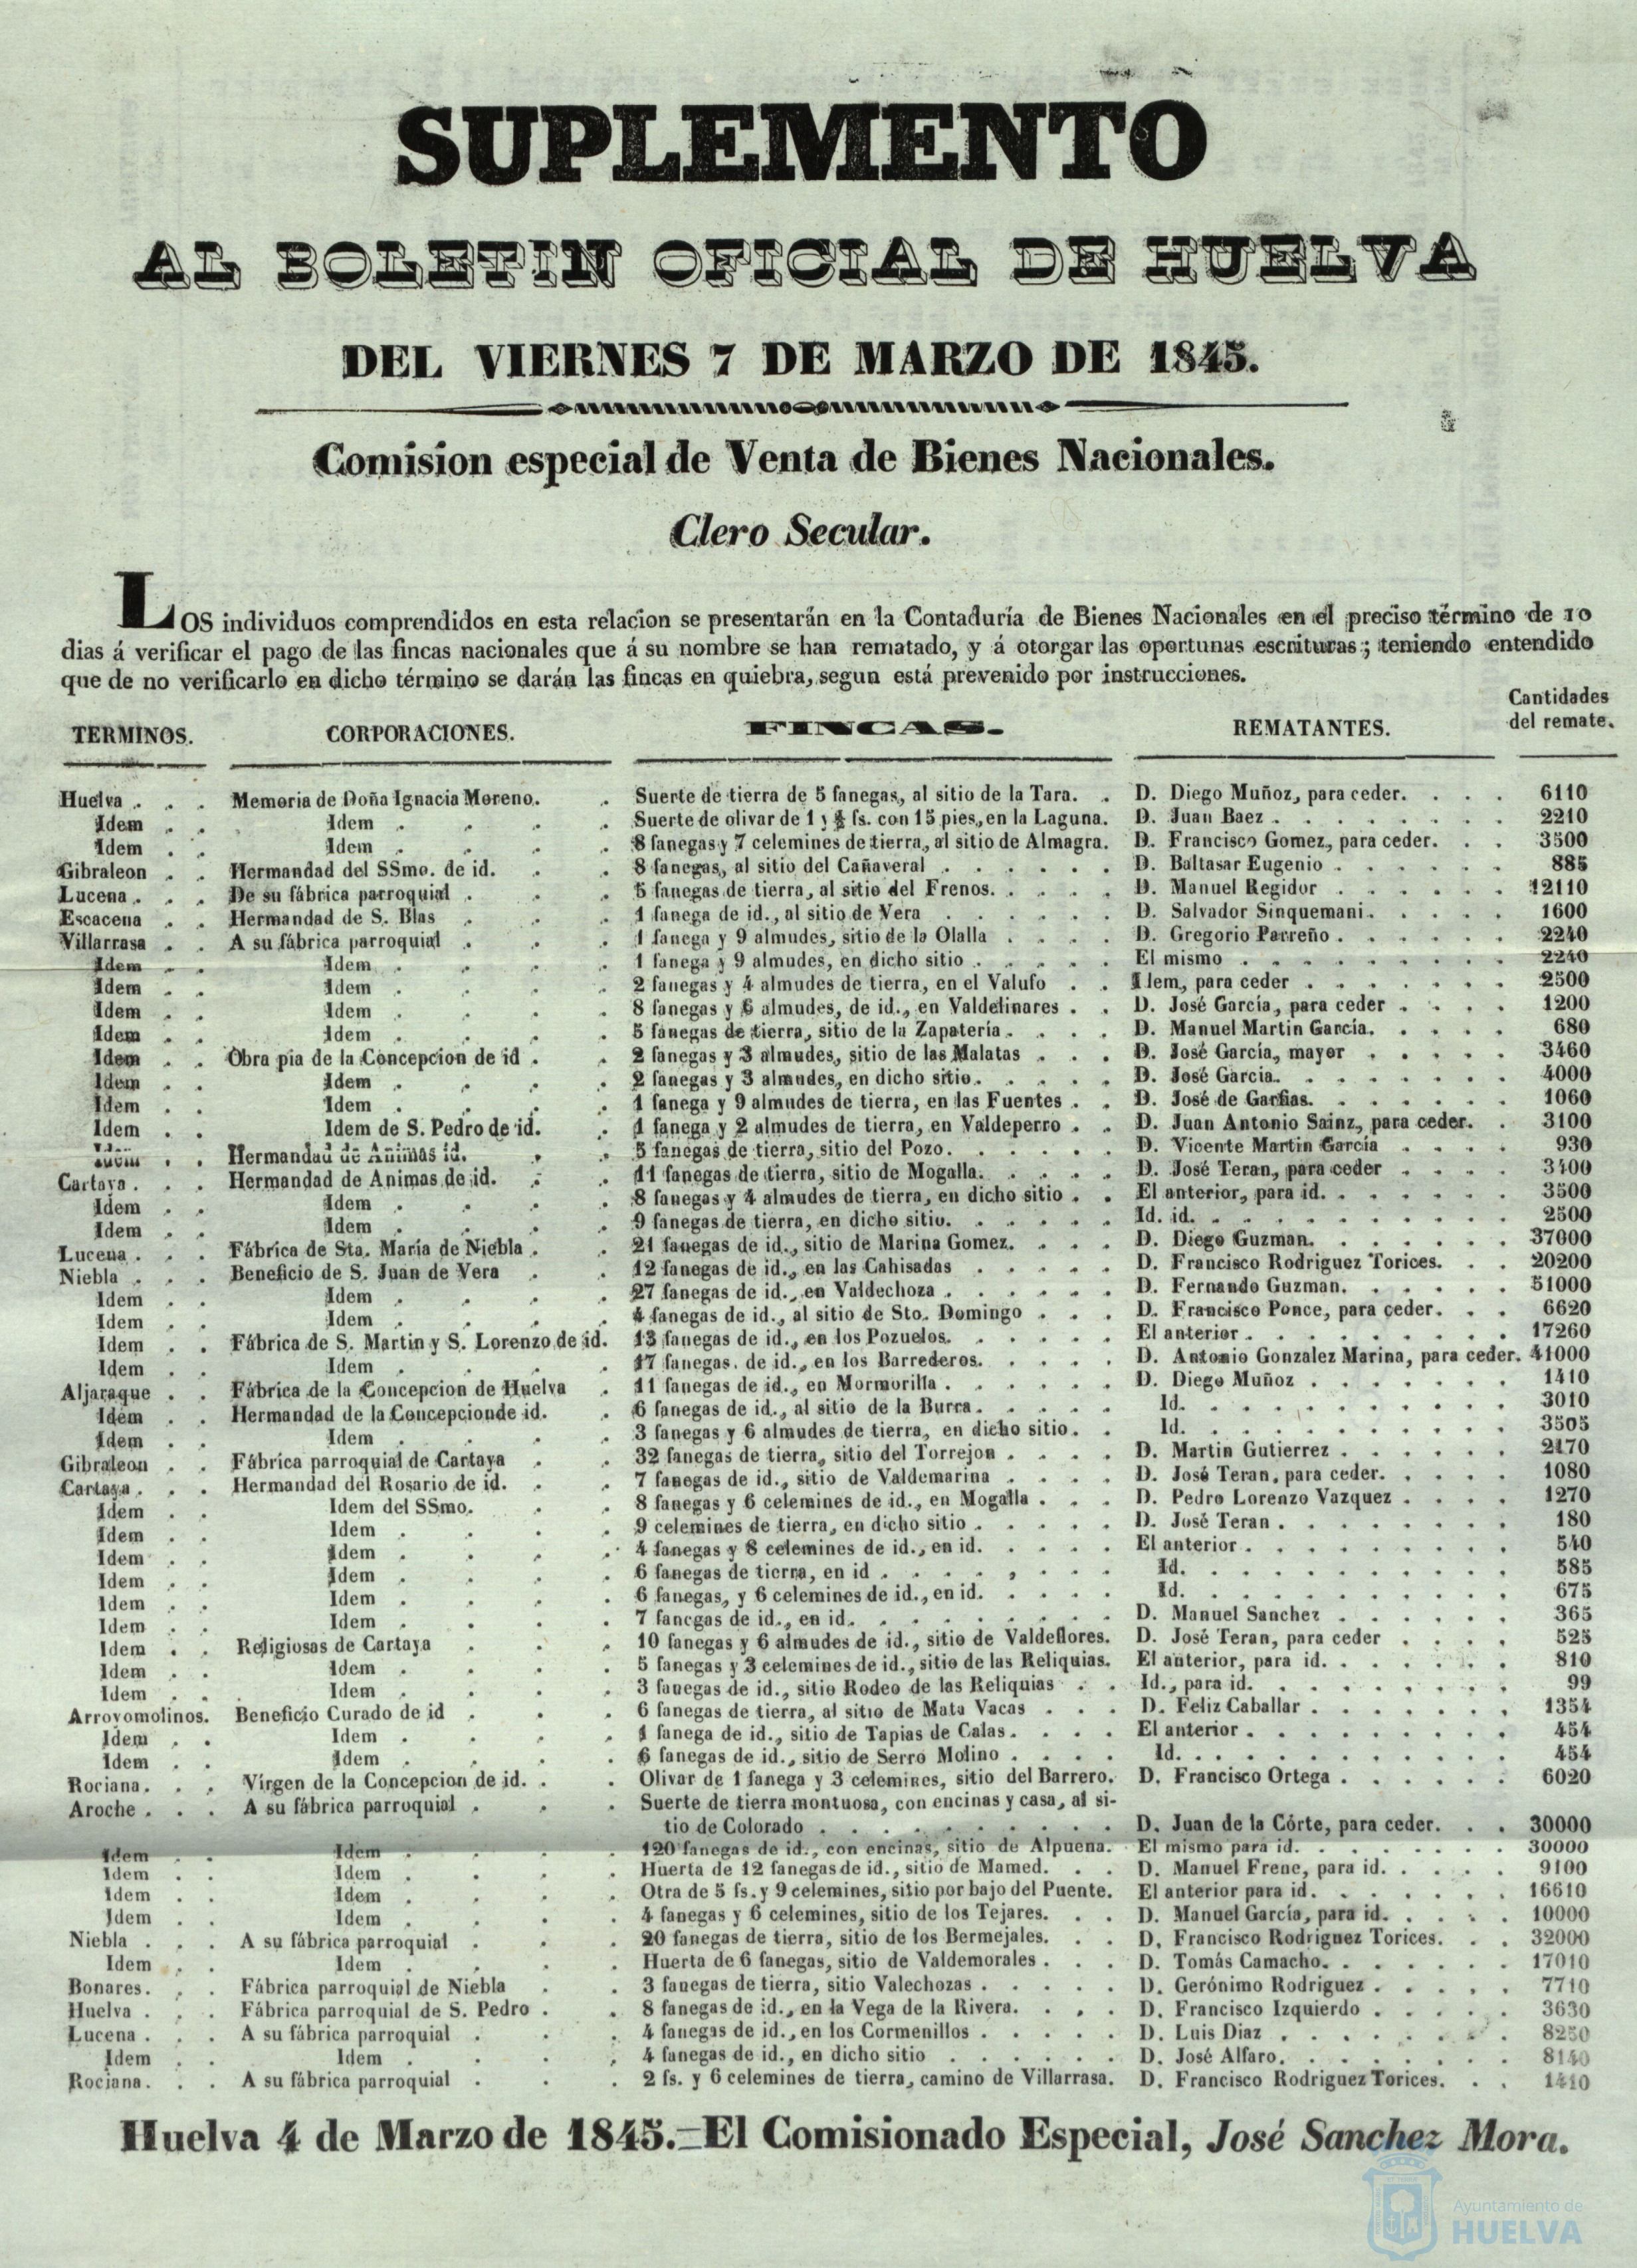 SUPLEMENTO
AL BOLETIN OFICIAL DE HUELVA
DEL VIERNES 7 DE MARZO DE 1845.
Comision especial de Venta de Bienes Nacionales.
Clero Secular.
Los individuos comprendidos en esta relacion se presentarán en la Contaduría de Bienes Nacionales en el preciso término de 10
dias á verificar el pago de las fincas nacionales que á su nombre se han rematado, y á otorgar las oportunas escrituras; teniendo entendido
que de no verificarlo en dicho término se darán las fincas en quiebra, segun está prevenido por instrucciones.
TERMINOS. CORPORACIONES. FINCAS. REMATANTES. Cantidades del remate.
Huelva . . . Memoria de Doña Ignacia Moreno. . Suerte de tierra de 5 fanegas, al sitio de la Tara. . D. Diego Muñoz, para ceder. . . . 6110
Idem . . Idem . . . . Suerte de olivar de 1 y fs. con 15 pies, en la Laguna. D. Juan Baez . . . . . . . . 2210
Idem . . Idem . . . . 8 fanegas y 7 celemines de tierra, al sitio de Almagra. D. Francisco Gomez, para ceder. . . 3500
Gibraleon . . Hermandad del SSmo. de id. . . 8 fanegas, al sitio del Cañaveral . . . . . . D. Baltasar Eugenio . . . . . . 885
Lucena . . . De su fábrica parroquial . . . 5 fanegas de tierra, al sitio del Frenos. . . . . D. Manuel Regidor . . . . . . 12110
Escacena . . Hermandad de S. Blas . . . 1 fanega de id., al sitio de Vera . . . . . . D. Salvador Sinquemani . . . . . 1600
Villarrasa . . A su fábrica parroquial . . . 1 fanega y 9 almudes, sitio de la Olalla . . . . D. Gregorio Parreño . . . . . . 2240
Idem . . Idem . . . . 1 fanega y 9 almudes, en dicho sitio . . . . . El mismo . . . . . . . . 2240
Idem . . Idem . . . . 2 fanegas y 4 almudes de tierra, en el Valufo . . Idem, para ceder . . . . . . . 2500
Idem . . Idem . . . . 8 fanegas y 6 almudes, de id., en Valdelinares . . D. José García, para ceder . . . . 1200
Idem . . Idem . . . . 5 fanegas de tierra, sitio de la Zapatería . . . . D. Manuel Martin García. . . . . 680
Idem . . Obra pia de la Concepcion de id . . 2 fanegas y 3 almudes, sitio de las Malatas . . . D. José García, mayor . . . . . 3460
Idem . . Idem . . . . 2 fanegas y 3 almudes, en dicho sitio . . . . . D. José Garcia. . . . . . . . 4000
Idem . . Idem . . . . 1 fanega y 9 almudes de tierra, en las Fuentes . . D. José de Garfias. . . . . . . 1060
Idem . . Idem de S. Pedro de id. . 1 fanega y 2 almudes de tierra, en Valdeperro . . D. Juan Antonio Sainz, para ceder. . 3100
Idem . . Hermandad de Animas id. . . 5 fanegas de tierra, sitio del Pozo. . . . . . D. Vicente Martin García . . . . 930
Cartaya . . . Hermandad de Animas de id. . . 11 fanegas de tierra, sitio de Mogalla. . . . . D. José Teran, para ceder . . . . 3400
Idem . . Idem . . . . 8 fanegas y 4 almudes de tierra, en dicho sitio . . El anterior, para id. . . . . . . 3500
Idem . . Idem . . . . 9 fanegas de tierra, en dicho sitio. . . . . . Id. id. . . . . . . . . . 2500
Lucena . . . Fábrica de Sta. María de Niebla . . 21 fanegas de id., sitio de Marina Gomez. . . . D. Diego Guzman. . . . . . . 37000
Niebla . . . Beneficio de S. Juan de Vera . . 12 fanegas de id., en las Cahisadas . . . . . D. Francisco Rodriguez Torices. . . 20200
Idem . . Idem . . . . 27 fanegas de id., en Valdechoza . . . . . . D. Fernando Guzman. . . . . . 51000
Idem . . Idem . . . . 4 fanegas de id., al sitio de Sto. Domingo . . . D. Francisco Ponce, para ceder. . . 6620
Idem . . Fábrica de S. Martin y S. Lorenzo de id. 13 fanegas de id., en los Pozuelos. . . . . . El anterior . . . . . . . . . 17260
Idem . . Idem . . . . 17 fanegas. de id., en los Barrederos. . . . . D. Antonio Gonzalez Marina, para ceder. 41000
Aljaraque . . Fábrica de la Concepcion de Huelva . 11 fanegas de id., en Mormorilla . . . . . . D. Diego Muñoz . . . . . . . 1410
Idem . . Hermandad de la Concepcionde id. . 6 fanegas de id., al sitio de la Burra. . . . . Id. . . . . . . . . . 3010
Idem . . Idem . . . . 3 fanegas y 6 almudes de tierra, en dicho sitio. . Id. . . . . . . . . . 3505
Gibraleon . . Fábrica parroquial de Cartaya . . 32 fanegas de tierra, sitio del Torrejon . . . . D. Martin Gutierrez . . . . . . 2170
Cartaya . . . Hermandad del Rosario de id. . . 7 fanegas de id., sitio de Valdemarina . . . . D. José Teran, para ceder. . . . . 1080
Idem . . Idem del SSmo. . . 8 fanegas y 6 celemines de id., en Mogalla . . . D. Pedro Lorenzo Vazquez . . . . 1270
Idem . . Idem . . . . 9 celemines de tierra, en dicho sitio . . . . . D. José Teran . . . . . . . . 180
Idem . . Idem . . . . 4 fanegas y 8 celemines de id., en id. . . . . El anterior . . . . . . . . . 540
Idem . . Idem . . . . 6 fanegas de tierra, en id . . . . . . . . Id. . . . . . . . . . 585
Idem . . Idem . . . . 6 fanegas, y 6 celemines de id., en id. . . . . Id. . . . . . . . . . 675
Idem . . Idem . . . . 7 fanegas de id., en id. . . . . . . . . D. Manuel Sanchez . . . . . . 365
Idem . . Religiosas de Cartaya . . . 10 fanegas y 6 almudes de id., sitio de Valdeflores. D. José Teran, para ceder . . . . 525
Idem . . Idem . . . . 5 fanegas y 3 celemines de id., sitio de las Reliquias. El anterior, para id. . . . . . . 810
Idem . . . Idem . . . . 3 fanegas de id., sitio Rodeo de las Reliquias . . Id., para id. . . . . . . . . 99
Arroyomolinos. Beneficio Curado de id . . . 6 fanegas de tierra, al sitio de Mata Vacas . . . D. Feliz Caballar . . . . . . . 1354
Idem . . Idem . . . . 1 fanega de id., sitio de Tapias de Calas . . . . El anterior . . . . . . . . . 454
Idem . . Idem . . . . 6 fanegas de id., sitio de Serro Molino . . . . Id. . . . . . . . . . . 454
Rociana. . . Vírgen de la Concepcion de id. . . Olivar de 1 fanega y 3 celemines, sitio del Barrero. D. Francisco Ortega . . . . . . 6020
Aroche . . . A su fábrica parroquial . . . Suerte de tierra montuosa, con encinas y casa, al si-
tio de Colorado . . . . . . . . . D. Juan de la Córte, para ceder. . . 30000
Idem . . Idem . . . . 120 fanegas de id., con encinas, sitio de Alpuena. El mismo para id. . . . . . . . 30000
Idem . . Idem . . . . Huerta de 12 fanegas de id., sitio de Mamed. . . D. Manuel Frene, para id. . . . . 9100
Idem . . Idem . . . . Otra de 5 fs. y 9 celemines, sitio por bajo del Puente. El anterior para id. . . . . . . 16610
Idem . . Idem . . . . 4 fanegas y 6 celemines, sitio de los Tejares. . . D. Manuel García, para id. . . . . 10000
Niebla . . . A su fábrica parroquial . . . 20 fanegas de tierra, sitio de los Bermejales. . . D. Francisco Rodriguez Torices. . . 32000
Idem . . Idem . . . . Huerta de 6 fanegas, sitio de Valdemorales . . . D. Tomás Camacho. . . . . . . 17010
Bonares. . . Fábrica parroquial de Niebla . . 3 fanegas de tierra, sitio Valechozas . . . . . D. Gerónimo Rodriguez . . . . . 7710
Huelva . . . Fábrica parroquial de S. Pedro . . 8 fanegas de id., en la Vega de la Rivera. . . . D. Francisco Izquierdo . . . . . 3630
Lucena . . . A su fábrica parroquial . . . 4 fanegas de id., en los Cormenillos . . . . . D. Luis Diaz . . . . . . . . 8250
Idem . . Idem . . . . 4 fanegas de id., en dicho sitio . . . . . . D. José Alfaro. . . . . . . . 8140
Rociana. . . A su fábrica parroquial . . . 2 fs. y 6 celemines de tierra, camino de Villarrasa. D. Francisco Rodriguez Torices. . . 1410
Huelva 4 de Marzo de 1845.=El Comisionado Especial, José Sanchez Mora.
Ayuntamiento de
HUELVA